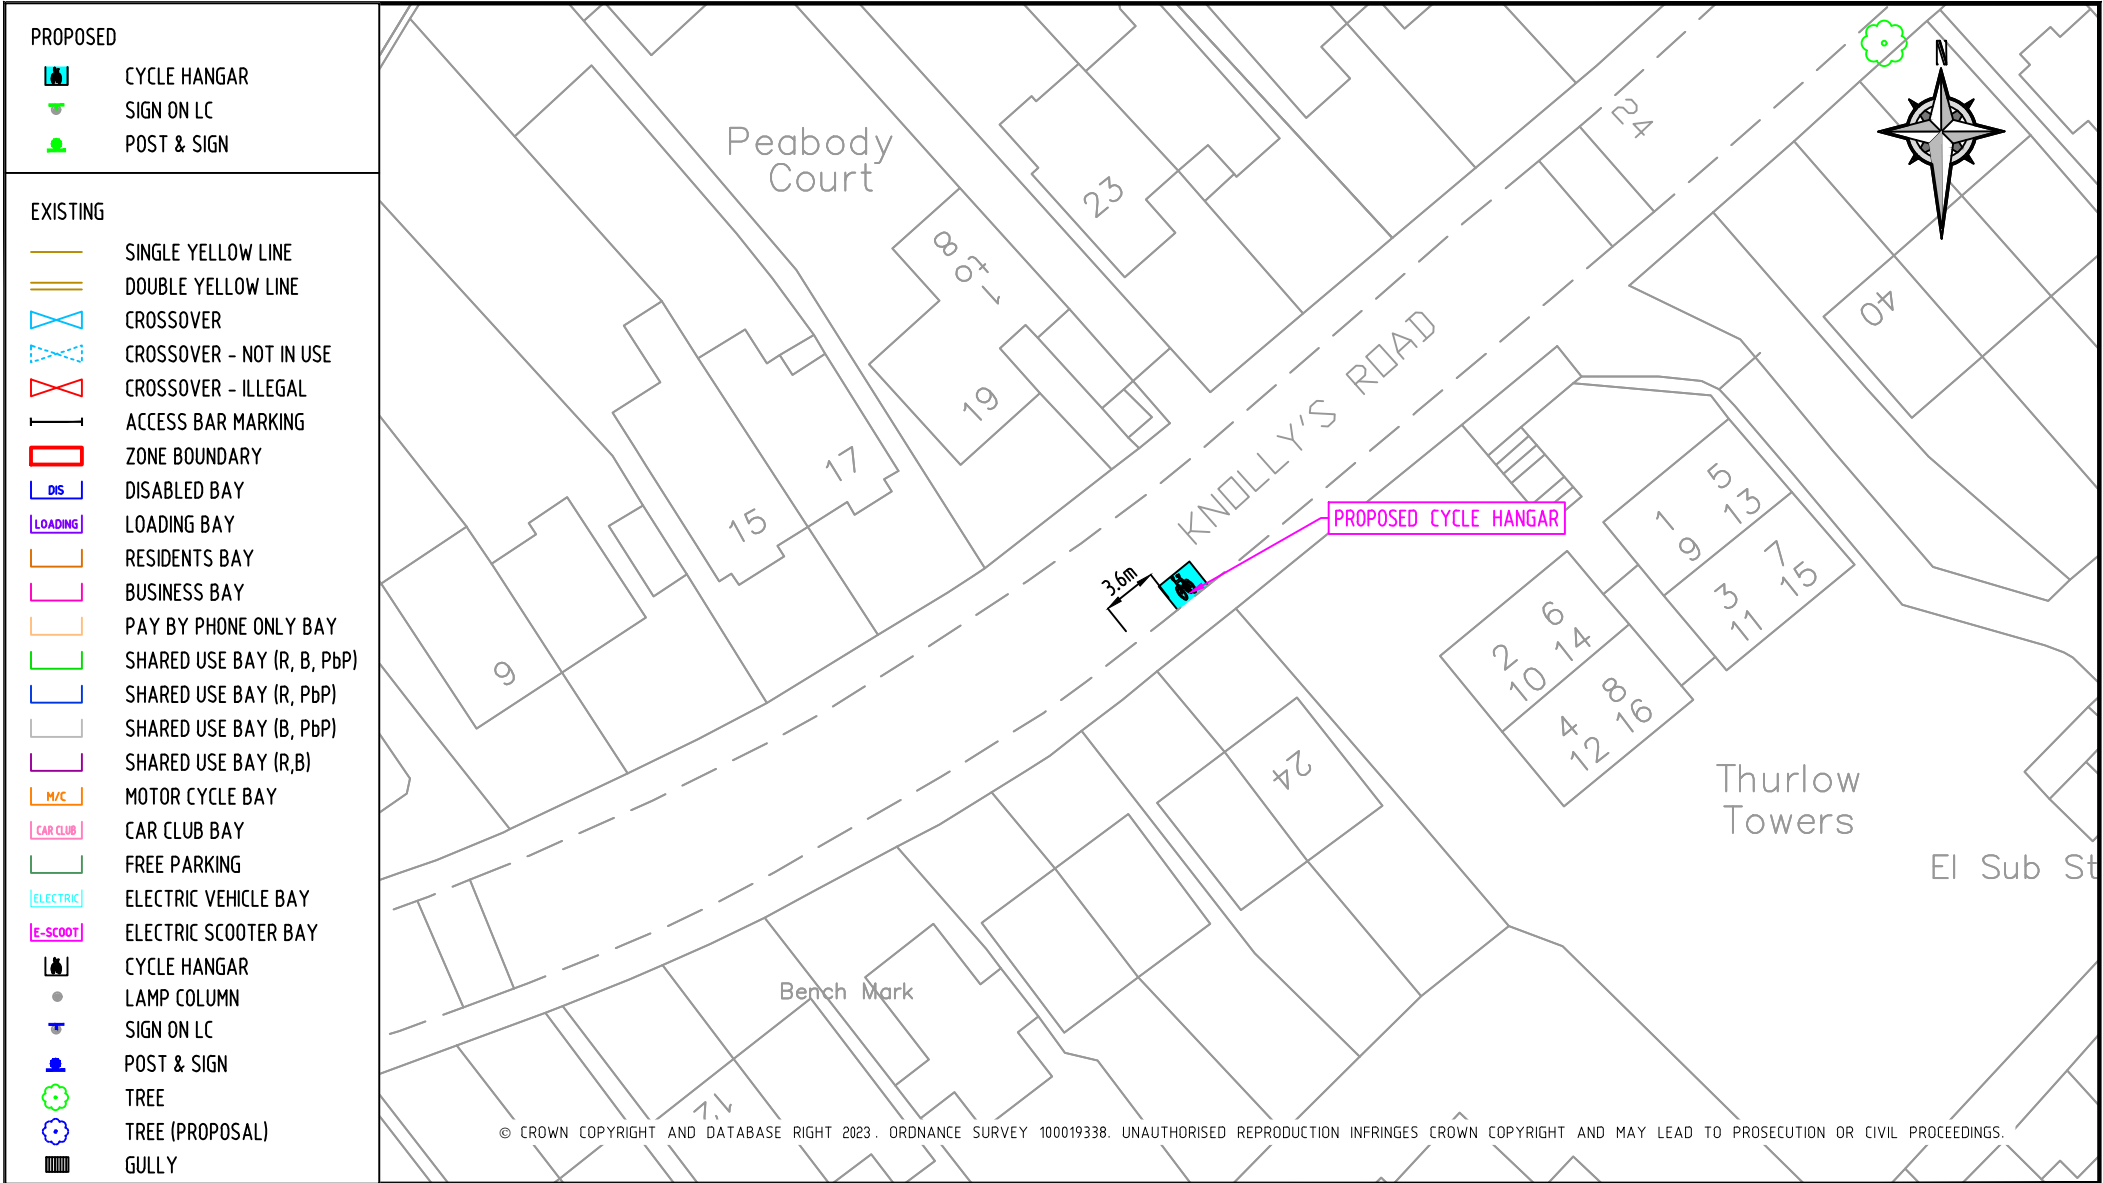 PROPOSED
CYCLE HANGAR
SIGN ON LC
POST & SIGN
EXISTING
SINGLE YELLOW LINE
DOUBLE YELLOW LINE
CROSSOVER
CROSSOVER - NOT IN USE
CROSSOVER - ILLEGAL
ACCESS BAR MARKING
ZONE BOUNDARY
DIS DISABLED BAY
LOADING LOADING BAY
RESIDENTS BAY
BUSINESS BAY
PAY BY PHONE ONLY BAY
SHARED USE BAY (R, B, PbP)
SHARED USE BAY (R, PbP)
SHARED USE BAY (B, PbP)
SHARED USE BAY (R,B)
M/C MOTOR CYCLE BAY
CAR CLUB CAR CLUB BAY
FREE PARKING
ELECTRIC ELECTRIC VEHICLE BAY
E-SCOOT ELECTRIC SCOOTER BAY
CYCLE HANGAR
LAMP COLUMN
SIGN ON LC
POST & SIGN
TREE
TREE (PROPOSAL)
GULLY
N
Peabody
Court
24
23
1 to 8
40
19
17
15
9
KNOLLY'S ROAD
PROPOSED CYCLE HANGAR
3.6m
1 5
9 13
3 7
11 15
2 6
10 14
4 8
12 16
24
Thurlow
Towers
El Sub St
Bench Mark
12
© CROWN COPYRIGHT AND DATABASE RIGHT 2023. ORDNANCE SURVEY 100019338. UNAUTHORISED REPRODUCTION INFRINGES CROWN COPYRIGHT AND MAY LEAD TO PROSECUTION OR CIVIL PROCEEDINGS.